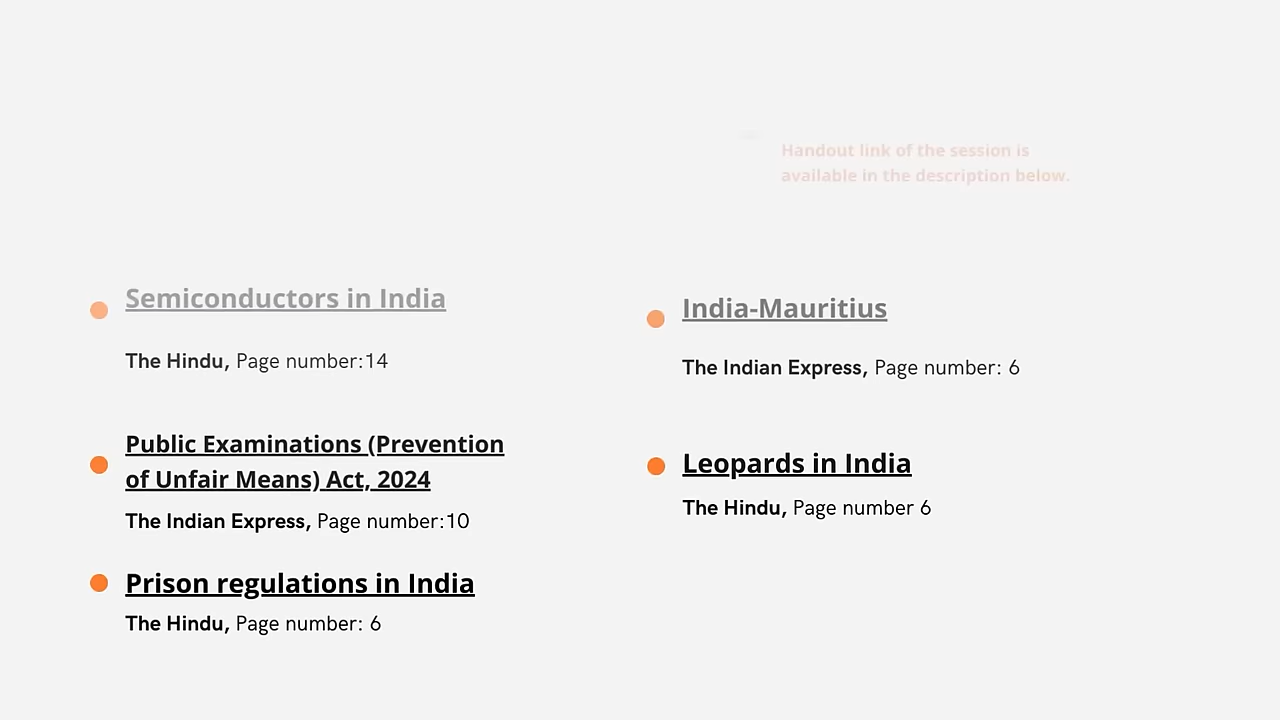 Handout link of the session is
available in the description below.
Semiconductors in India
The Hindu, Page number:14
Public Examinations (Prevention
of Unfair Means) Act, 2024
The Indian Express, Page number:10
Prison regulations in India
The Hindu, Page number: 6
India-Mauritius
The Indian Express, Page number: 6
Leopards in India
The Hindu, Page number 6